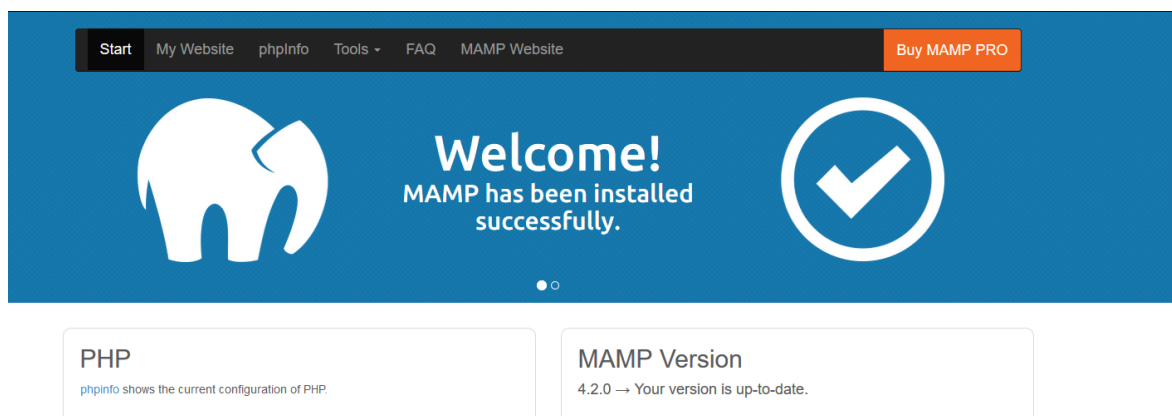 Start My Website phpInfo Tools FAQ MAMP Website Buy MAMP PRO
Welcome!
MAMP has been installed
successfully.
PHP
phpinfo shows the current configuration of PHP.
MAMP Version
4.2.0 → Your version is up-to-date.